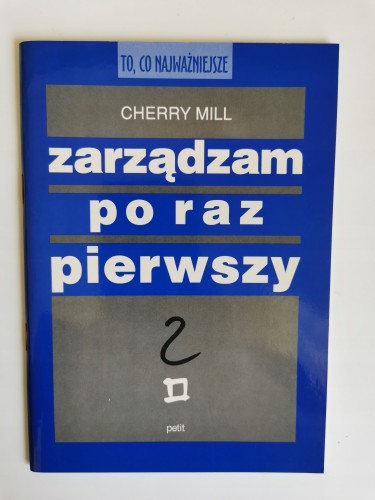 TO, CO NAJWAŻNIEJSZE
CHERRY MILL
zarządzam
po raz
pierwszy
petit